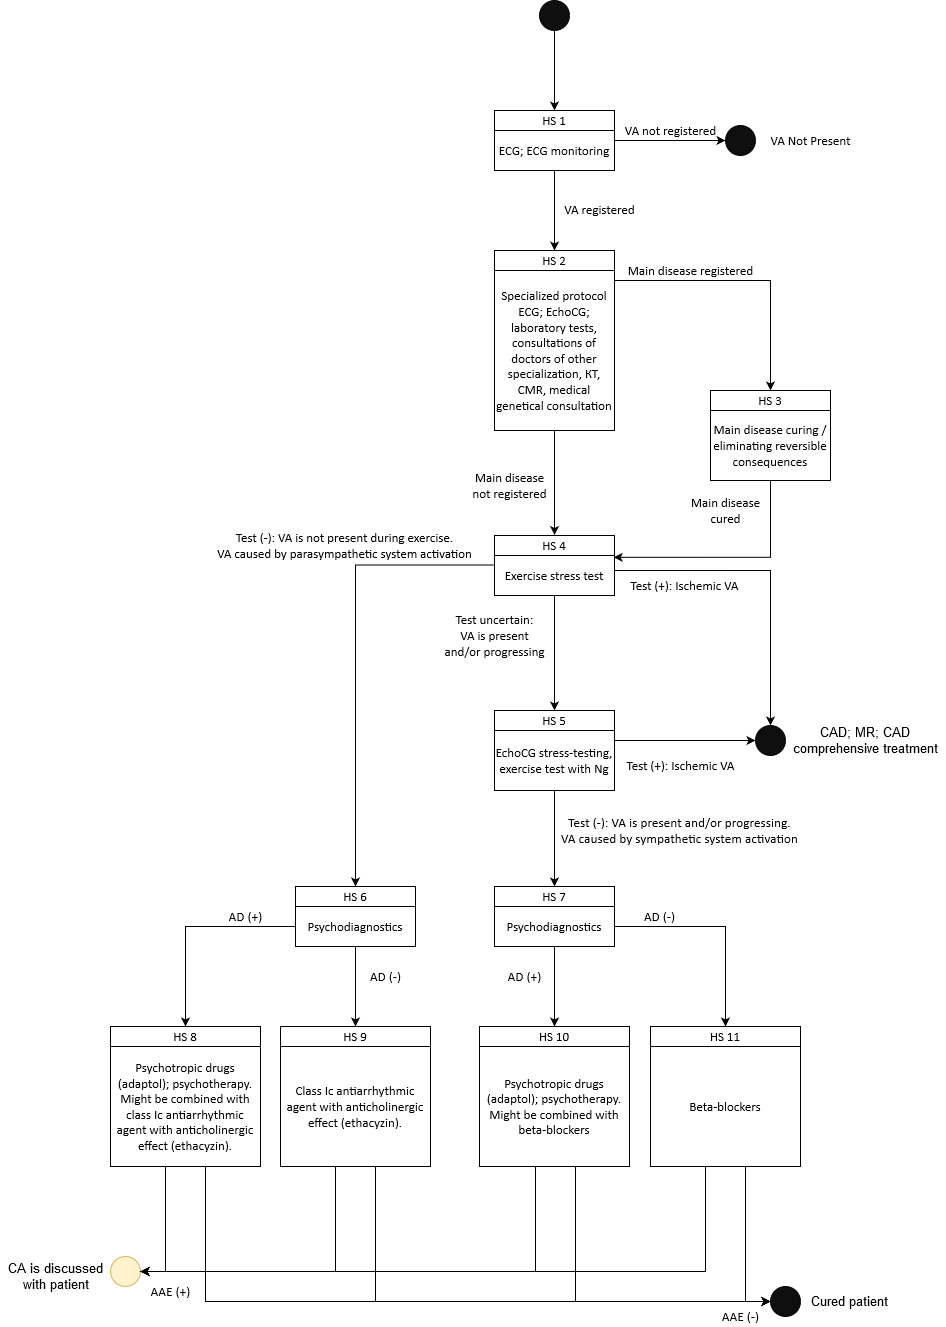 HS 1
ECG; ECG monitoring
VA not registered
VA Not Present
VA registered
HS 2
Specialized protocol
ECG; EchoCG;
laboratory tests,
consultations of
doctors of other
specialization, КТ,
CMR, medical
genetical consultation
Main disease registered
HS 3
Main disease curing /
eliminating reversible
consequences
Main disease
not registered
Main disease
cured
Test (-): VA is not present during exercise.
VA caused by parasympathetic system activation
HS 4
Exercise stress test
Test (+): Ischemic VA
Test uncertain:
VA is present
and/or progressing
HS 5
EchoCG stress-testing,
exercise test with Ng
Test (+): Ischemic VA
CAD; MR; CAD
comprehensive treatment
Test (-): VA is present and/or progressing.
VA caused by sympathetic system activation
HS 6
Psychodiagnostics
HS 7
Psychodiagnostics
AD (+)
AD (-)
AD (+)
AD (-)
HS 8
Psychotropic drugs
(adaptol); psychotherapy.
Might be combined with
class Ic antiarrhythmic
agent with anticholinergic
effect (ethacyzin).
HS 9
Class Ic antiarrhythmic
agent with anticholinergic
effect (ethacyzin).
HS 10
Psychotropic drugs
(adaptol); psychotherapy.
Might be combined with
beta-blockers
HS 11
Beta-blockers
CA is discussed
with patient
AAE (+)
Cured patient
AAE (-)